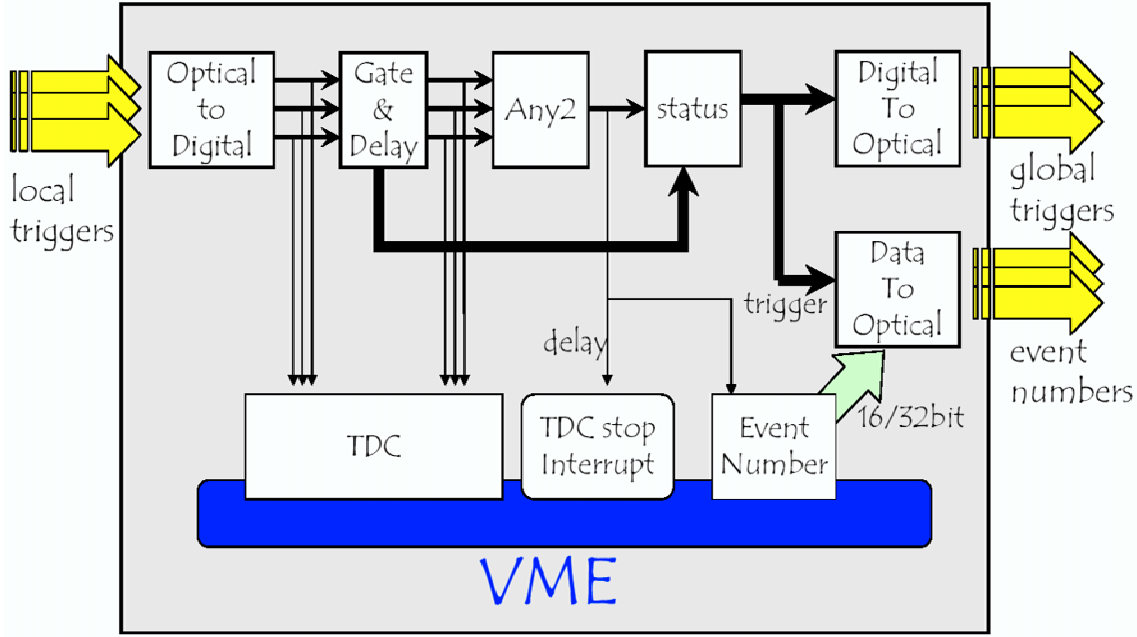 Optical
to
Digital
Gate
&
Delay
Any2
status
Digital
To
Optical
local
triggers
global
triggers
Data
To
Optical
trigger
delay
event
numbers
16/32bit
TDC
TDC stop
Interrupt
Event
Number
VME